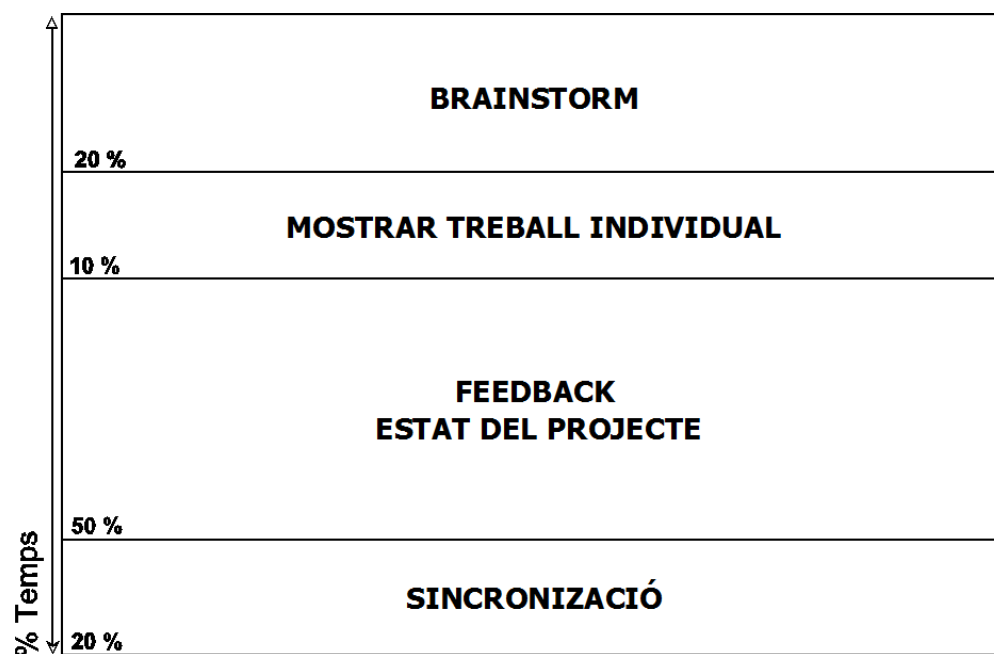 BRAINSTORM
20 %
MOSTRAR TREBALL INDIVIDUAL
10 %
FEEDBACK
ESTAT DEL PROJECTE
50 %
SINCRONIZACIÓ
20 %
% Temps